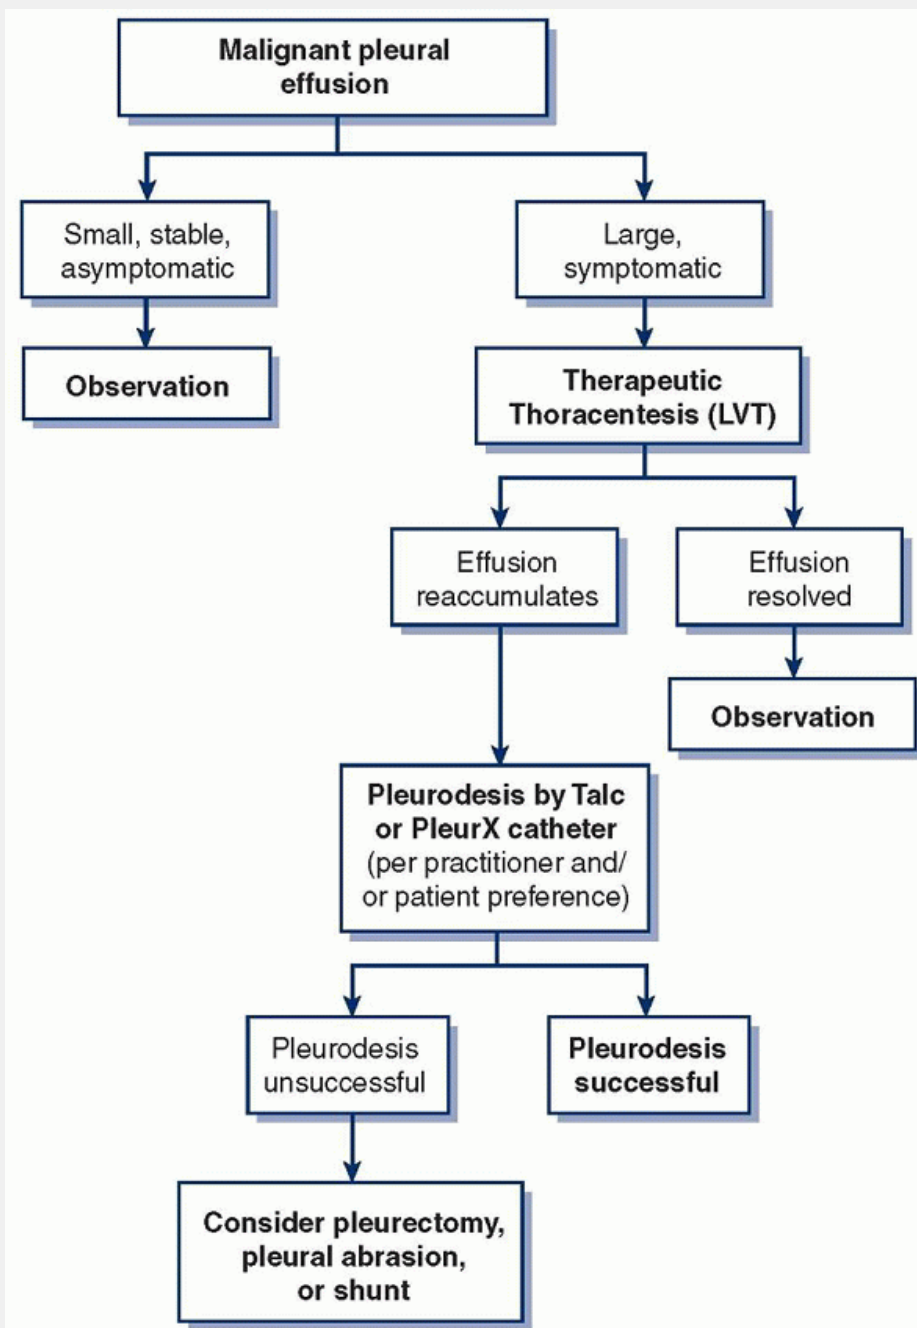 Malignant pleural
effusion
Small, stable,
asymptomatic
Large,
symptomatic
Observation
Therapeutic
Thoracentesis (LVT)
Effusion
reaccumulates
Effusion
resolved
Observation
Pleurodesis by Talc
or PleurX catheter
(per practitioner and/
or patient preference)
Pleurodesis
unsuccessful
Pleurodesis
successful
Consider pleurectomy,
pleural abrasion,
or shunt